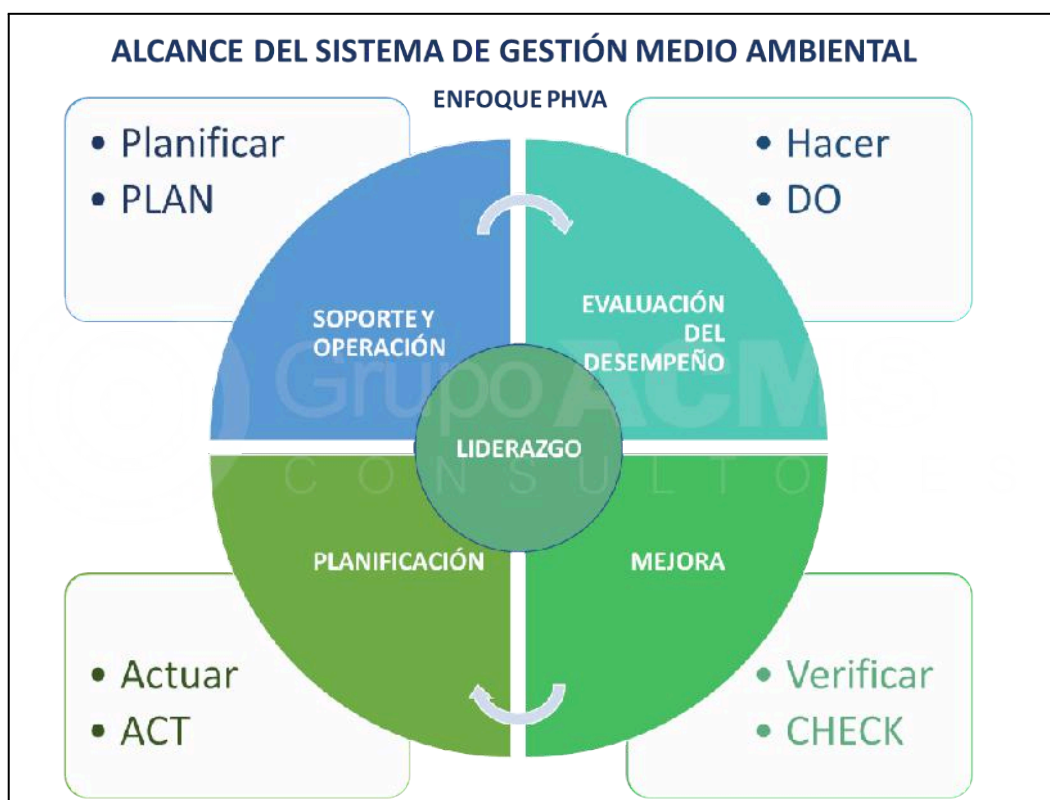 ALCANCE DEL SISTEMA DE GESTIÓN MEDIO AMBIENTAL
ENFOQUE PHVA
• Planificar
• PLAN
• Hacer
• DO
SOPORTE Y
OPERACIÓN
EVALUACIÓN
DEL
DESEMPEÑO
Grupo ACMS
CONSULTORES
LIDERAZGO
PLANIFICACIÓN
MEJORA
• Actuar
• ACT
• Verificar
• CHECK